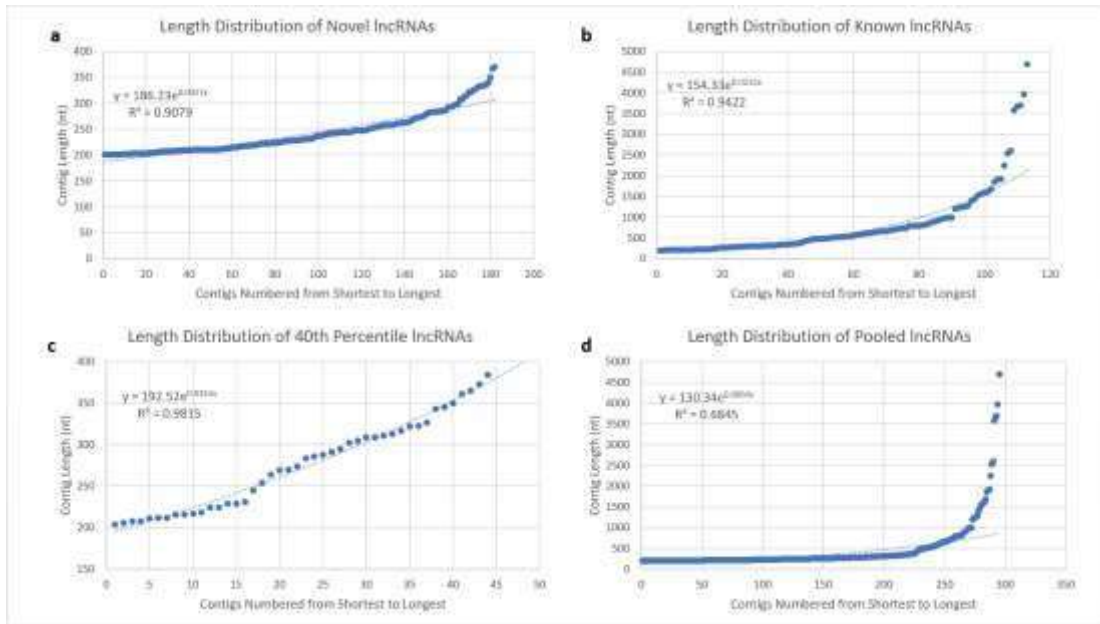 a
Length Distribution of Novel lncRNAs
Contig Length (nt)
400
350
300
250
200
150
100
50
0
R² = 0.9079
0 20 40 60 80 100 120 140 160 180 200
Contigs Numbered from Shortest to Longest
b
Length Distribution of Known lncRNAs
Contig Length (nt)
5000
4500
4000
3500
3000
2500
2000
1500
1000
500
0
R² = 0.9422
0 20 40 60 80 100 120
Contigs Numbered from Shortest to Longest
c
Length Distribution of 40th Percentile lncRNAs
Contig Length (nt)
400
350
300
250
200
150
R² = 0.9815
0 5 10 15 20 25 30 35 40 45 50
Contigs Numbered from Shortest to Longest
d
Length Distribution of Pooled lncRNAs
Contig Length (nt)
5000
4500
4000
3500
3000
2500
2000
1500
1000
500
0
R² = 0.6845
0 50 100 150 200 250 300 350
Contigs Numbered from Shortest to Longest